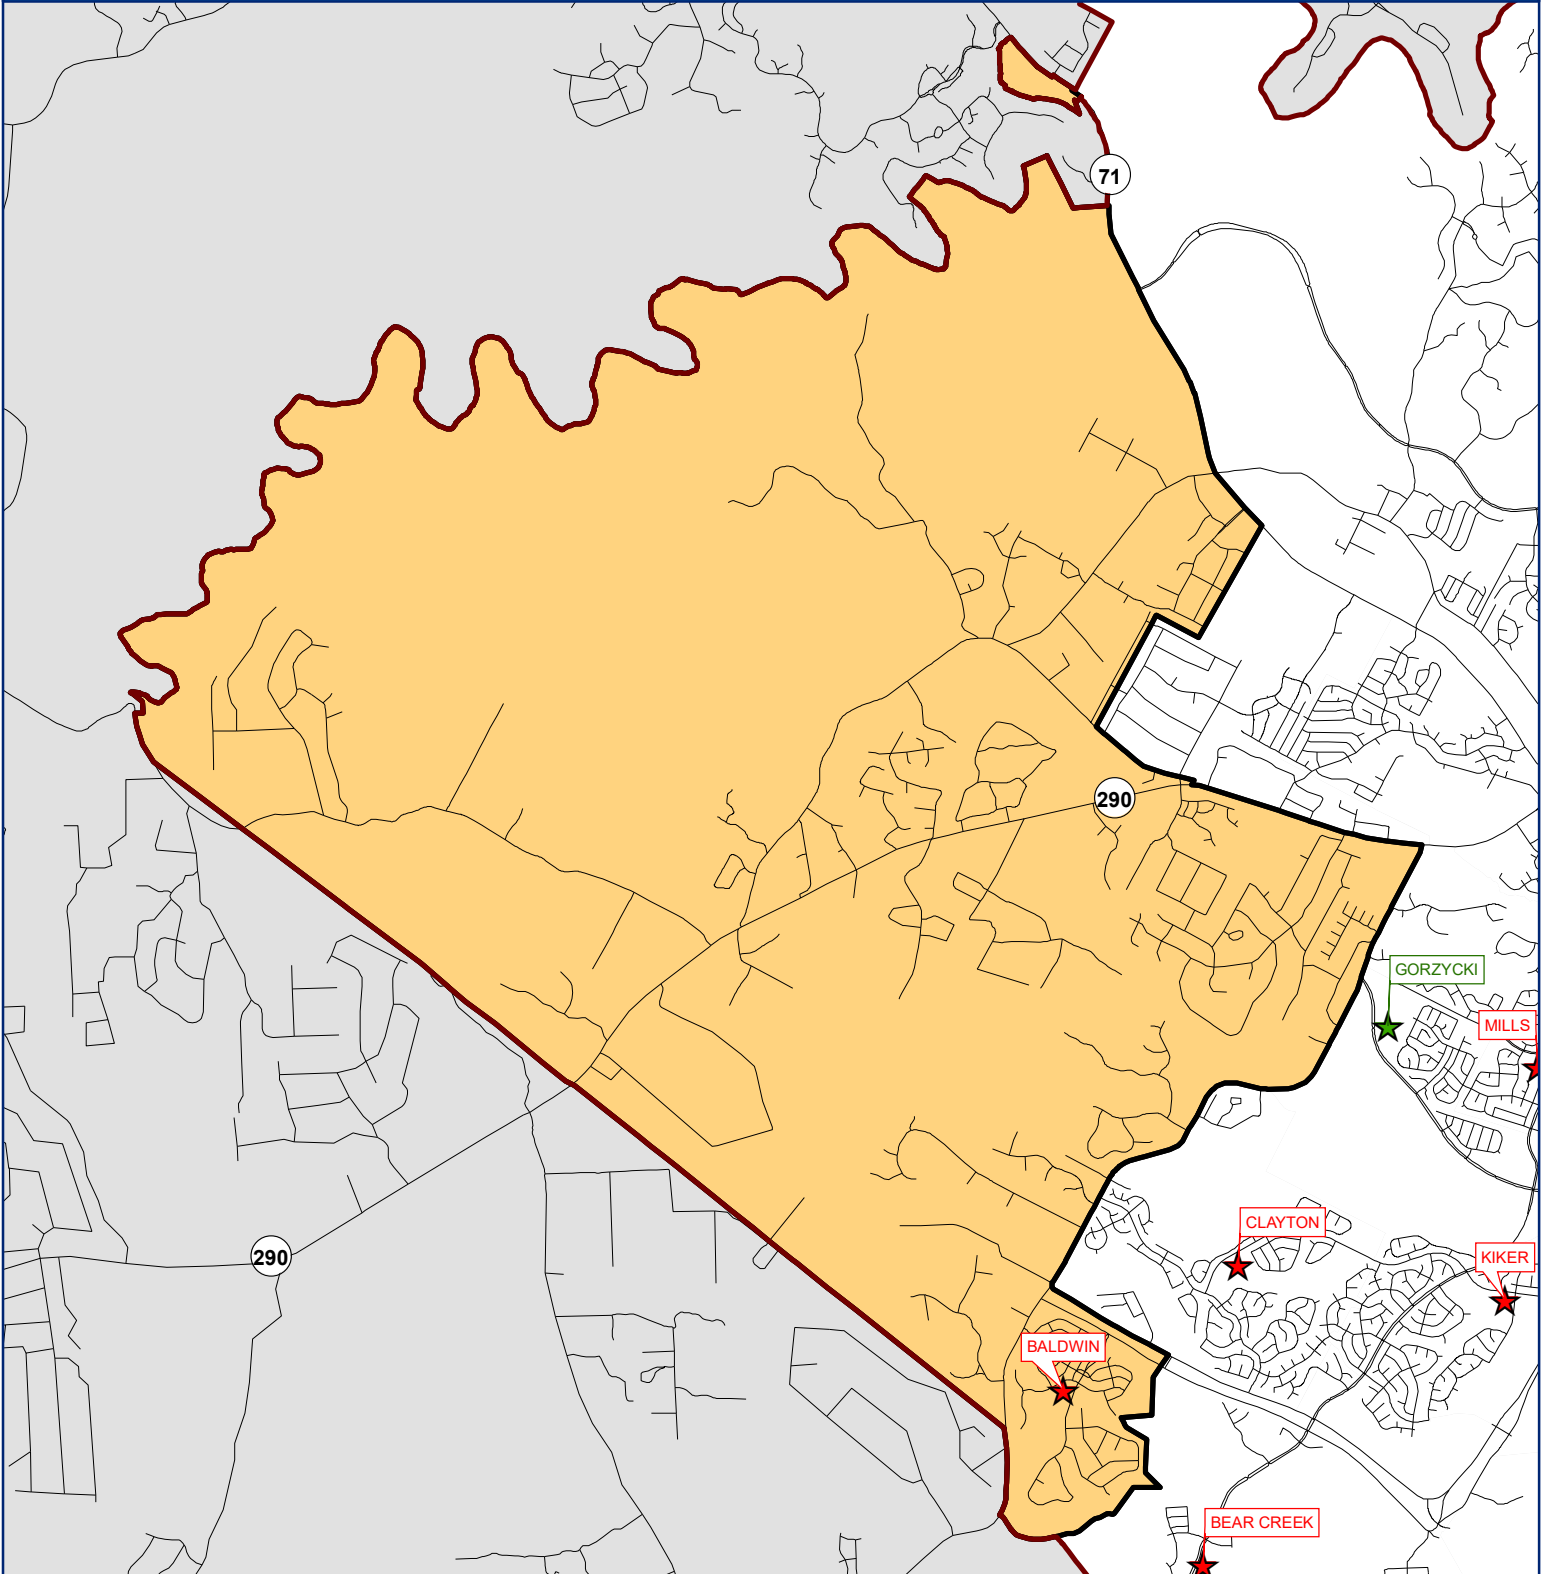 71
290
GORZYCKI
MILLS
CLAYTON
290
KIKER
BALDWIN
BEAR CREEK